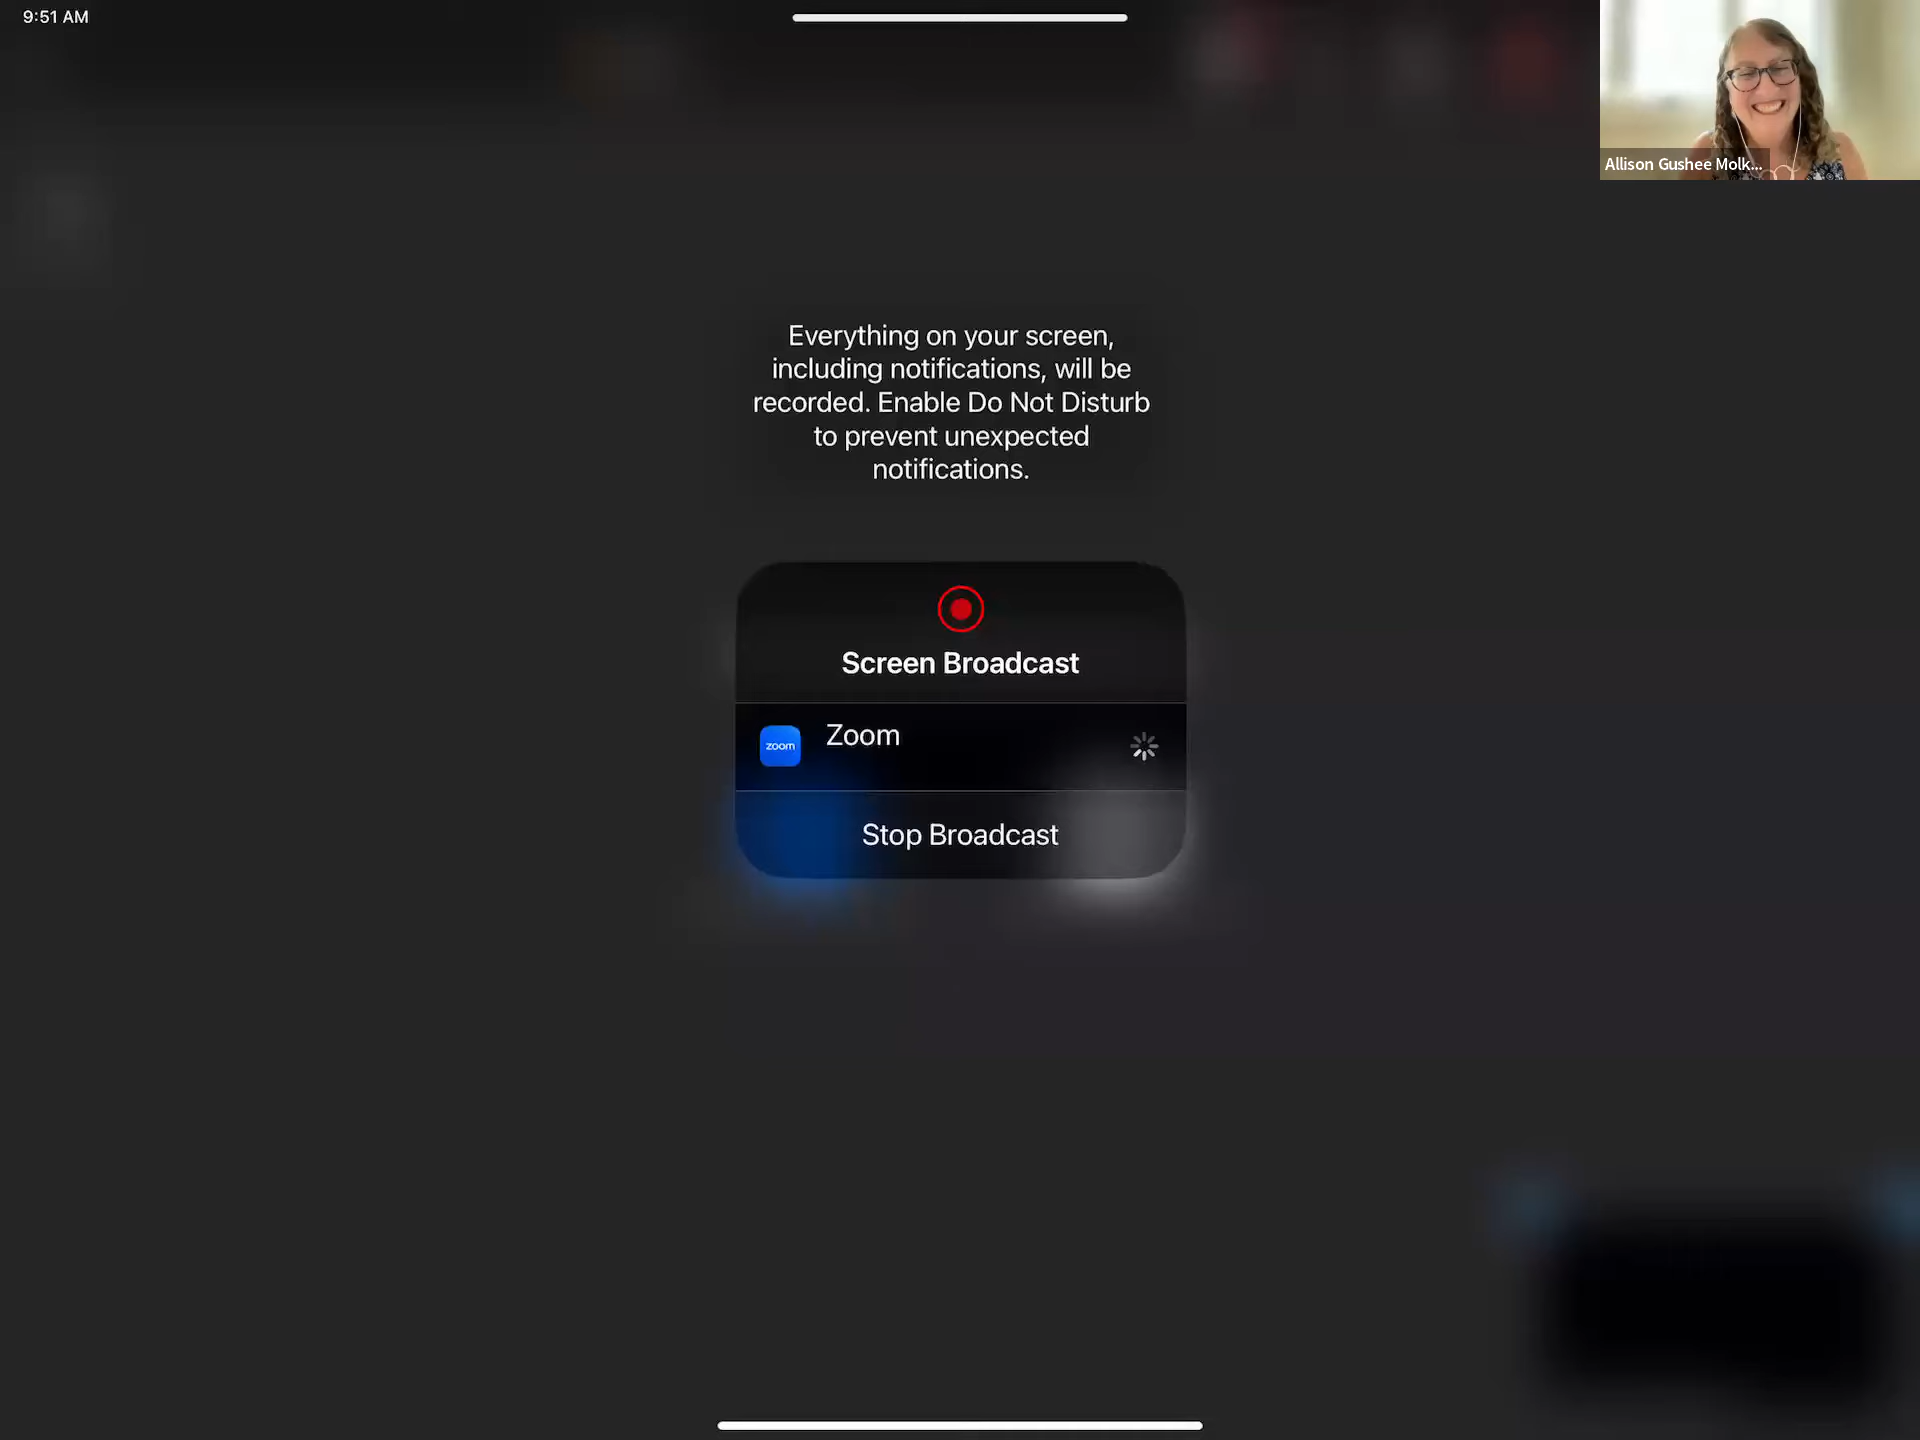 9:51 AM
Allison Gushee Molk...
Everything on your screen,
including notifications, will be
recorded. Enable Do Not Disturb
to prevent unexpected
notifications.
Screen Broadcast
zoom
Zoom
Stop Broadcast